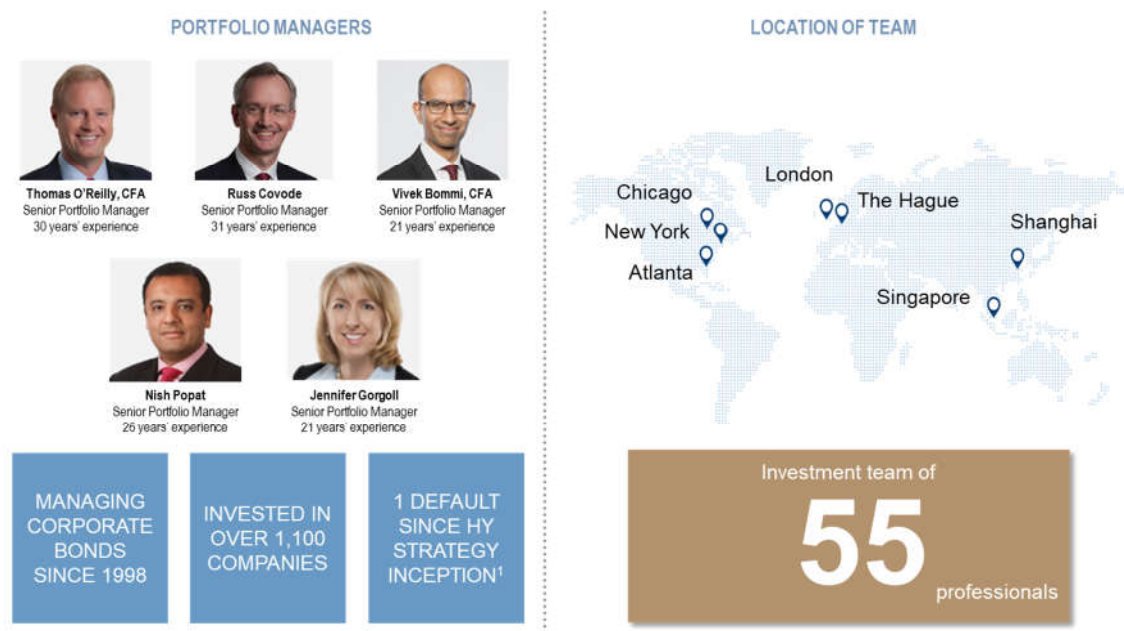 PORTFOLIO MANAGERS
Thomas O'Reilly, CFA
Senior Portfolio Manager
30 years' experience
Russ Covode
Senior Portfolio Manager
31 years' experience
Vivek Bommi, CFA
Senior Portfolio Manager
21 years' experience
Nish Popat
Senior Portfolio Manager
26 years' experience
Jennifer Gorgoll
Senior Portfolio Manager
21 years' experience
MANAGING
CORPORATE
BONDS
SINCE 1998
INVESTED IN
OVER 1,100
COMPANIES
1 DEFAULT
SINCE HY
STRATEGY
INCEPTION¹
LOCATION OF TEAM
London
Chicago
The Hague
Shanghai
New York
Atlanta
Singapore
Investment team of
55
professionals